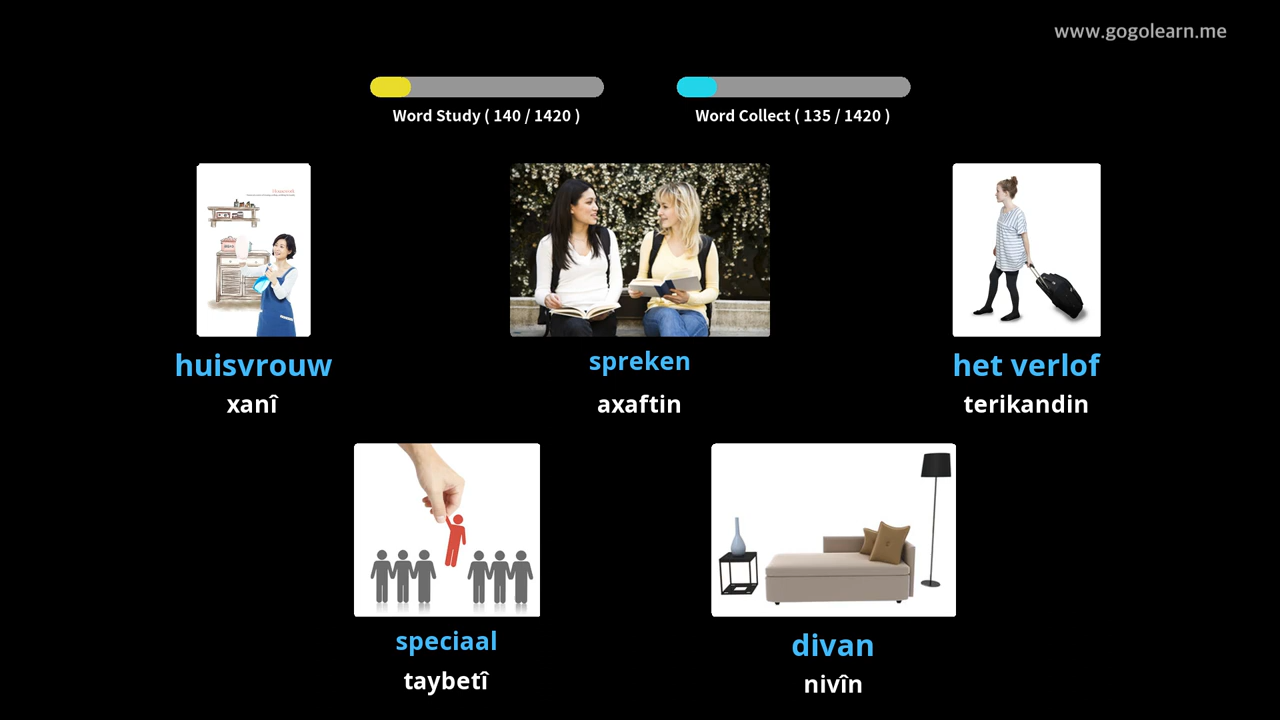 www.gogolearn.me
Word Study ( 140 / 1420 )
Word Collect ( 135 / 1420 )
huisvrouw
xanî
spreken
axaftin
het verlof
terikandin
speciaal
taybetî
divan
nivîn